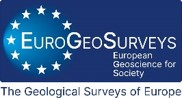 EUROGEOSURVEYS
European
Geoscience for
Society
The Geological Surveys of Europe